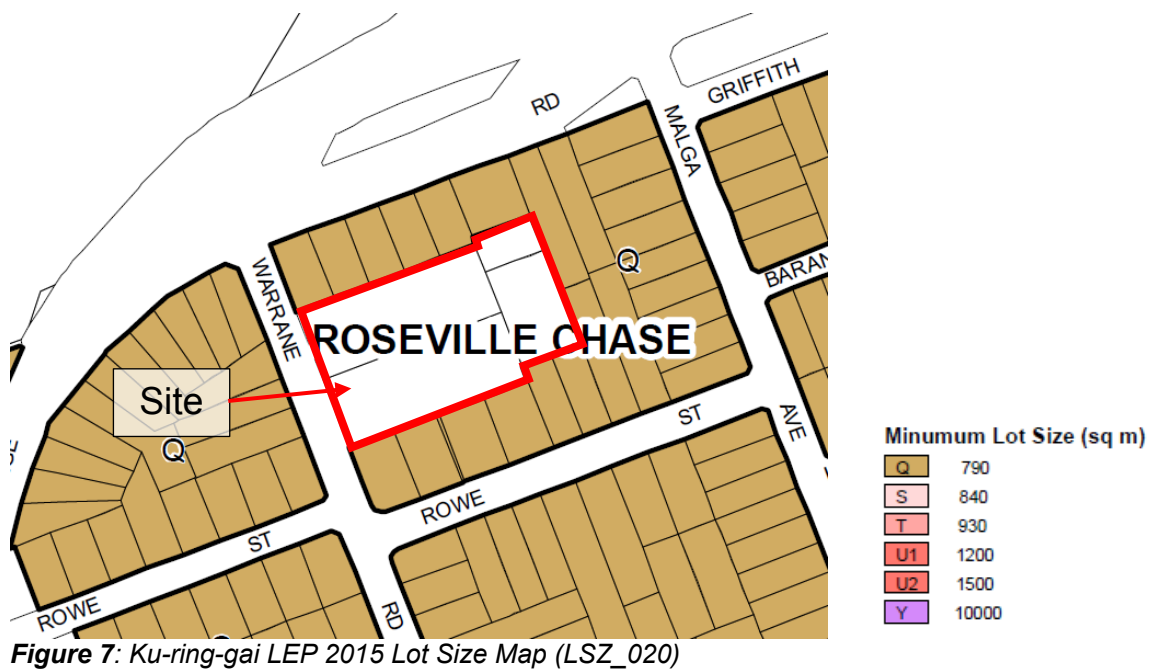 RD
GRIFFITH
MALGA
Q
BARAN
WARRANE
ROSEVILLE CHASE
Site
Q
ST
AVE
ROWE
ST
ROWE
RD
Minumum Lot Size (sq m)
Q 790
S 840
T 930
U1 1200
U2 1500
Y 10000
Figure 7: Ku-ring-gai LEP 2015 Lot Size Map (LSZ_020)